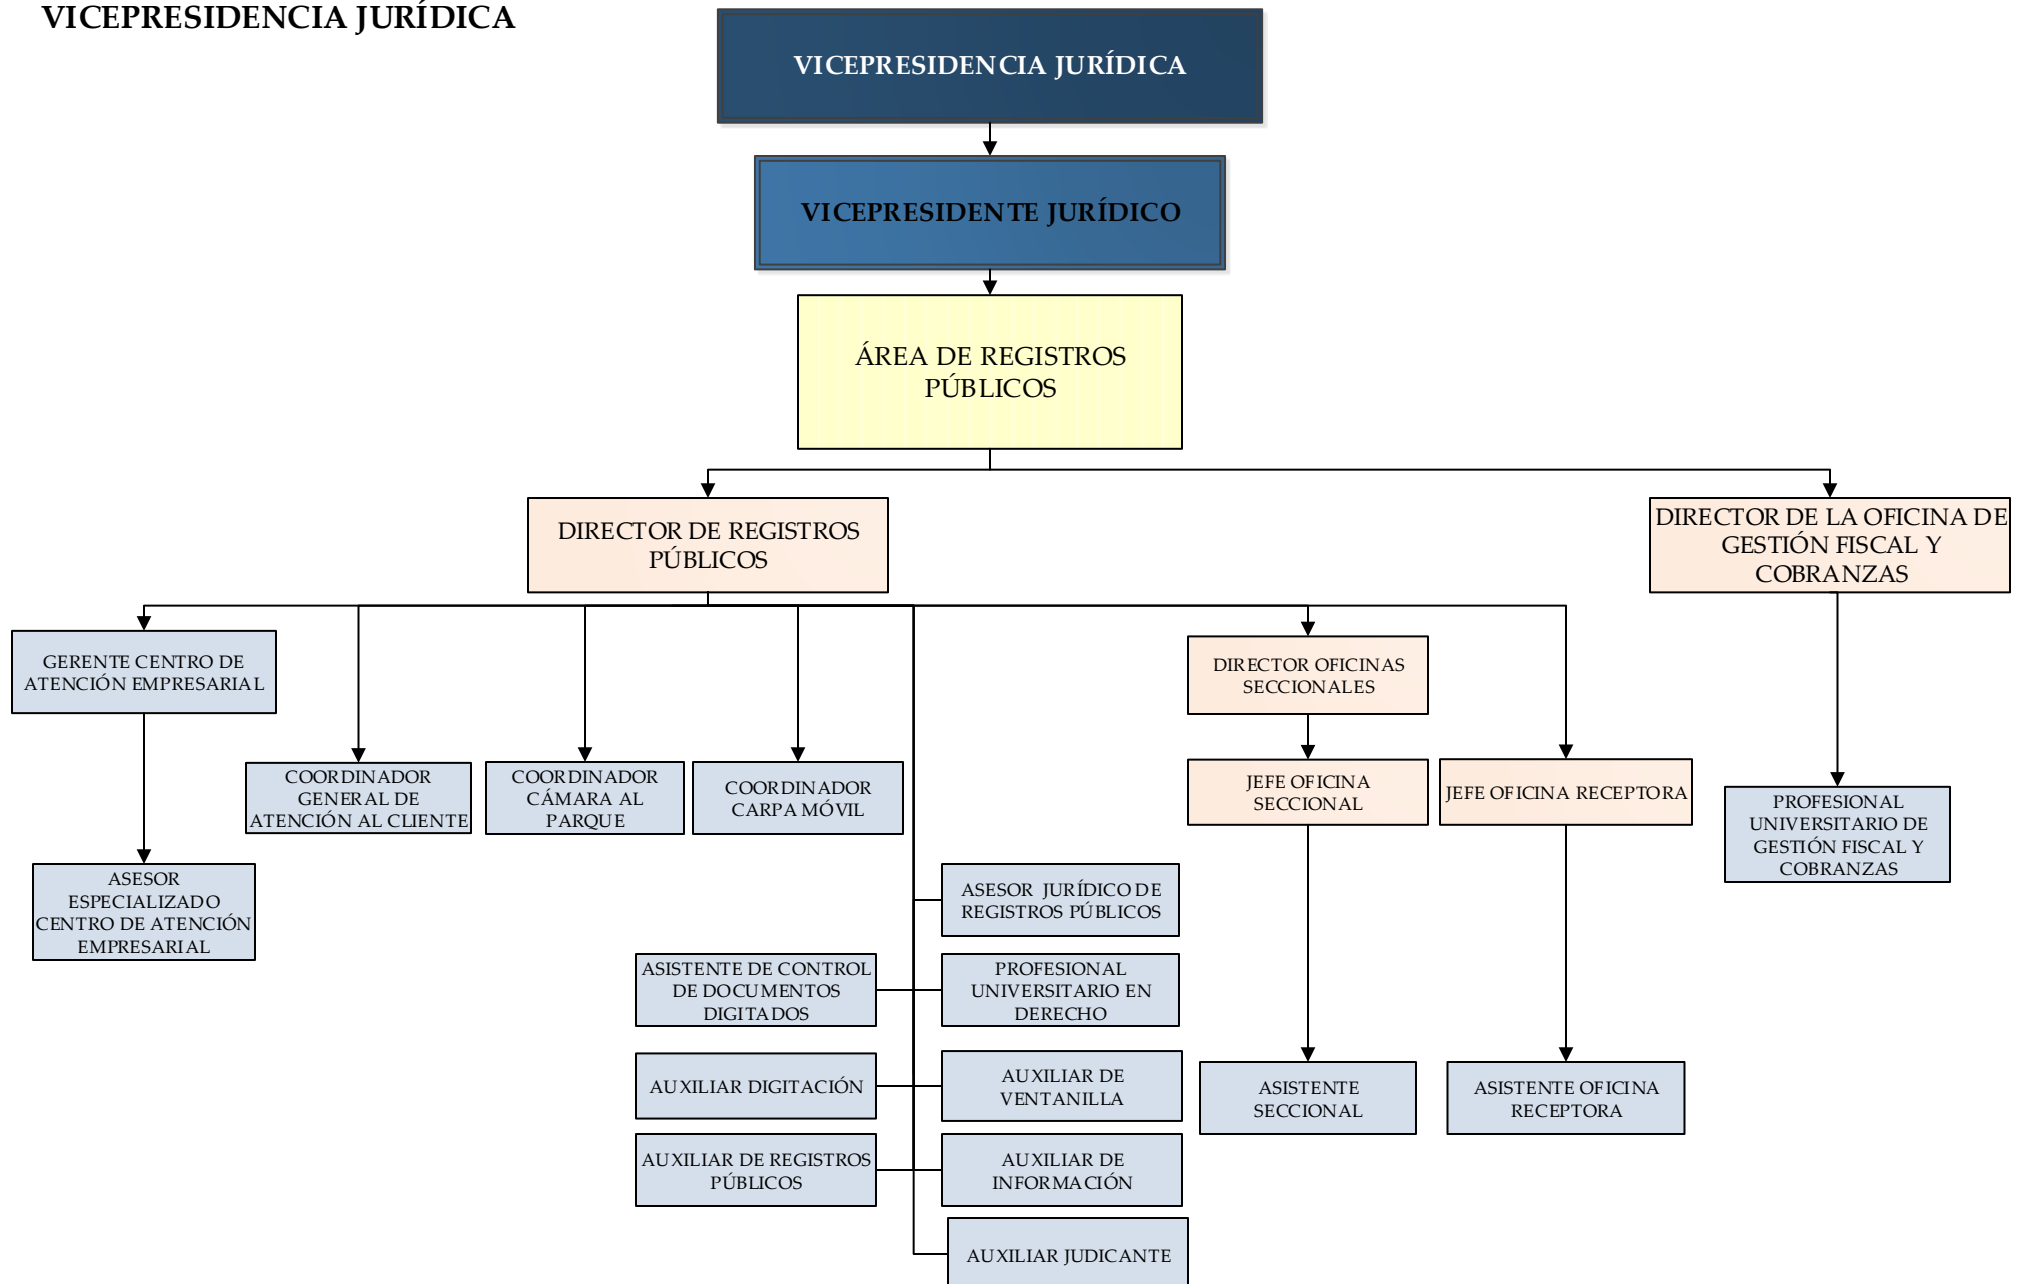 VICEPRESIDENCIA JURÍDICA
VICEPRESIDENCIA JURÍDICA
VICEPRESIDENTE JURÍDICO
ÁREA DE REGISTROS
PÚBLICOS
DIRECTOR DE REGISTROS
PÚBLICOS
DIRECTOR DE LA OFICINA DE
GESTIÓN FISCAL Y
COBRANZAS
GERENTE CENTRO DE
ATENCIÓN EMPRESARIAL
DIRECTOR OFICINAS
SECCIONALES
COORDINADOR
GENERAL DE
ATENCIÓN AL CLIENTE
COORDINADOR
CÁMARA AL
PARQUE
COORDINADOR
CARPA MÓVIL
JEFE OFICINA
SECCIONAL
JEFE OFICINA RECEPTORA
PROFESIONAL
UNIVERSITARIO DE
GESTIÓN FISCAL Y
COBRANZAS
ASESOR
ESPECIALIZADO
CENTRO DE ATENCIÓN
EMPRESARIAL
ASESOR JURÍDICO DE
REGISTROS PÚBLICOS
ASISTENTE DE CONTROL
DE DOCUMENTOS
DIGITADOS
PROFESIONAL
UNIVERSITARIO EN
DERECHO
AUXILIAR DIGITACIÓN
AUXILIAR DE
VENTANILLA
ASISTENTE
SECCIONAL
ASISTENTE OFICINA
RECEPTORA
AUXILIAR DE REGISTROS
PÚBLICOS
AUXILIAR DE
INFORMACIÓN
AUXILIAR JUDICANTE